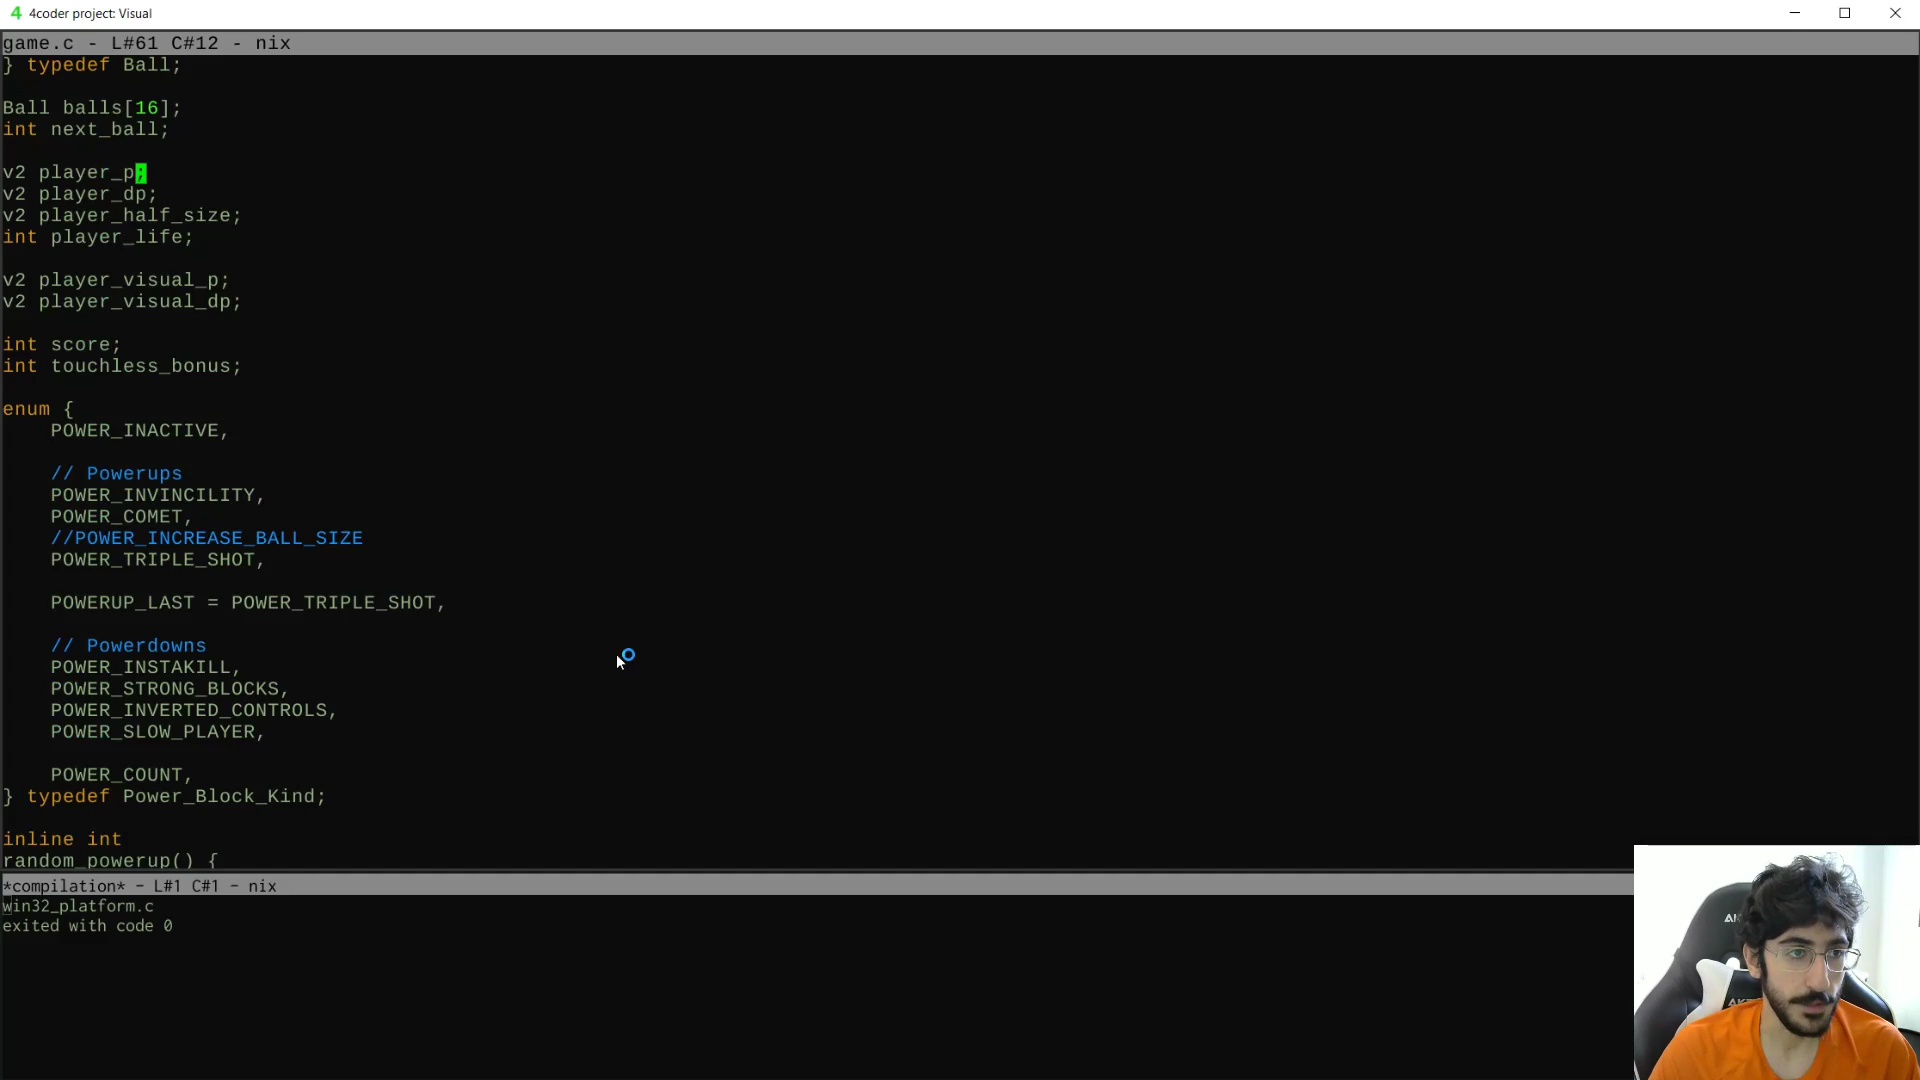 4 4coder project: Visual
game.c - L#61 C#12 - nix
} typedef Ball;
Ball balls[16];
int next_ball;
v2 player_p;
v2 player_dp;
v2 player_half_size;
int player_life;
v2 player_visual_p;
v2 player_visual_dp;
int score;
int touchless_bonus;
enum {
POWER_INACTIVE,
// Powerups
POWER_INVINCILITY,
POWER_COMET,
//POWER_INCREASE_BALL_SIZE
POWER_TRIPLE_SHOT,
POWERUP_LAST = POWER_TRIPLE_SHOT,
// Powerdowns
POWER_INSTAKILL,
POWER_STRONG_BLOCKS,
POWER_INVERTED_CONTROLS,
POWER_SLOW_PLAYER,
POWER_COUNT,
} typedef Power_Block_Kind;
inline int
random_powerup() {
*compilation* - L#1 C#1 - nix
win32_platform.c
exited with code 0